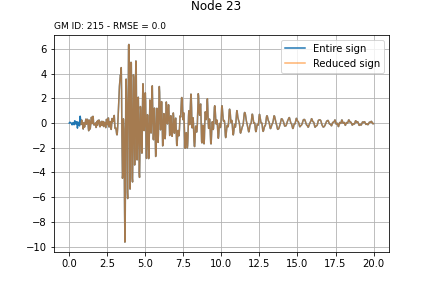 Node 23
GM ID: 215 - RMSE = 0.0
Entire sign
Reduced sign
6
4
2
0
−2
−4
−6
−8
−10
0.0 2.5 5.0 7.5 10.0 12.5 15.0 17.5 20.0